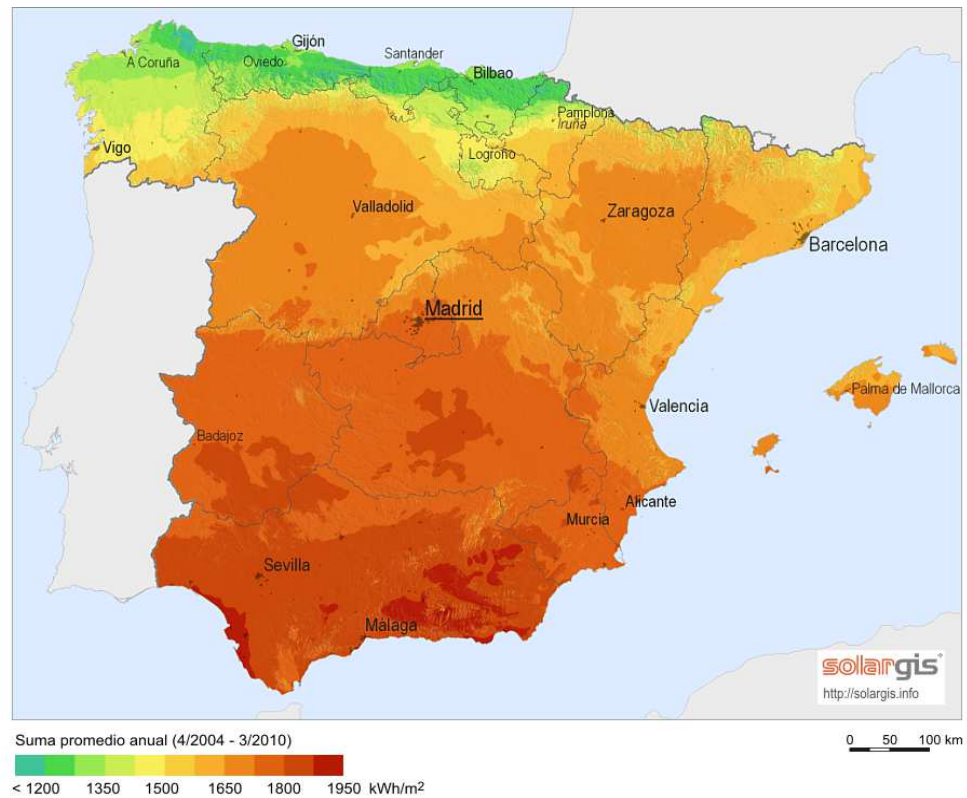 Gijón
Santander
A Coruña
Oviedo
Bilbao
Pamplona
Iruña
Vigo
Logroño
Valladolid
Zaragoza
Barcelona
Madrid
Palma de Mallorca
Valencia
Badajoz
Alicante
Murcia
Sevilla
Málaga
solargis
http://solargis.info
Suma promedio anual (4/2004 - 3/2010)
0 50 100 km
< 1200 1350 1500 1650 1800 1950 kWh/m²